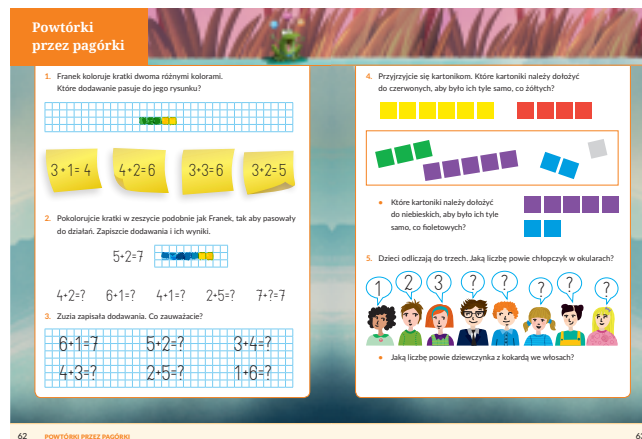 Powtórki
przez pagórki
1. Franek koloruje kratki dwoma różnymi kolorami.
Które dodawanie pasuje do jego rysunku?
3+1=4 4+2=6 3+3=6 3+2=5
2. Pokolorujcie kratki w zeszycie podobnie jak Franek, tak aby pasowały
do działań. Zapiszcie dodawania i ich wyniki.
5+2=7
4+2=? 6+1=? 4+1=? 2+5=? 7+?=7
3. Zuzia zapisała dodawania. Co zauważacie?
6+1=7 5+2=? 3+4=?
4+3=? 2+5=? 1+6=?
62 POWTÓRKI PRZEZ PAGÓRKI
4. Przyjrzyjcie się kartonikom. Które kartoniki należy dołożyć
do czerwonych, aby było ich tyle samo, co żółtych?
• Które kartoniki należy dołożyć
do niebieskich, aby było ich tyle
samo, co fioletowych?
5. Dzieci odliczają do trzech. Jaką liczbę powie chłopczyk w okularach?
1 2 3 ? ? ? ? ?
• Jaką liczbę powie dziewczynka z kokardą we włosach?